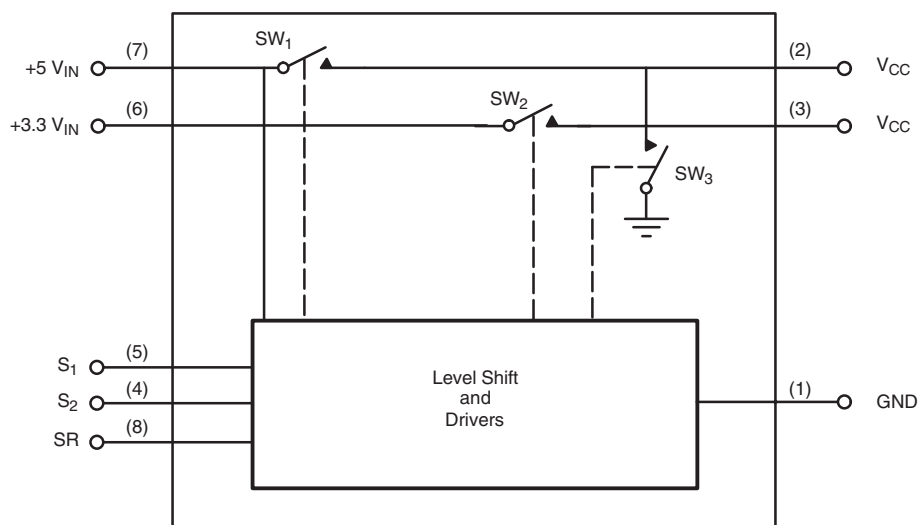 (7) SW1 (2)
+5 VIN VCC
(6) SW2 (3)
+3.3 VIN VCC
SW3
(5)
S1
Level Shift
(4) and (1)
S2 Drivers GND
(8)
SR